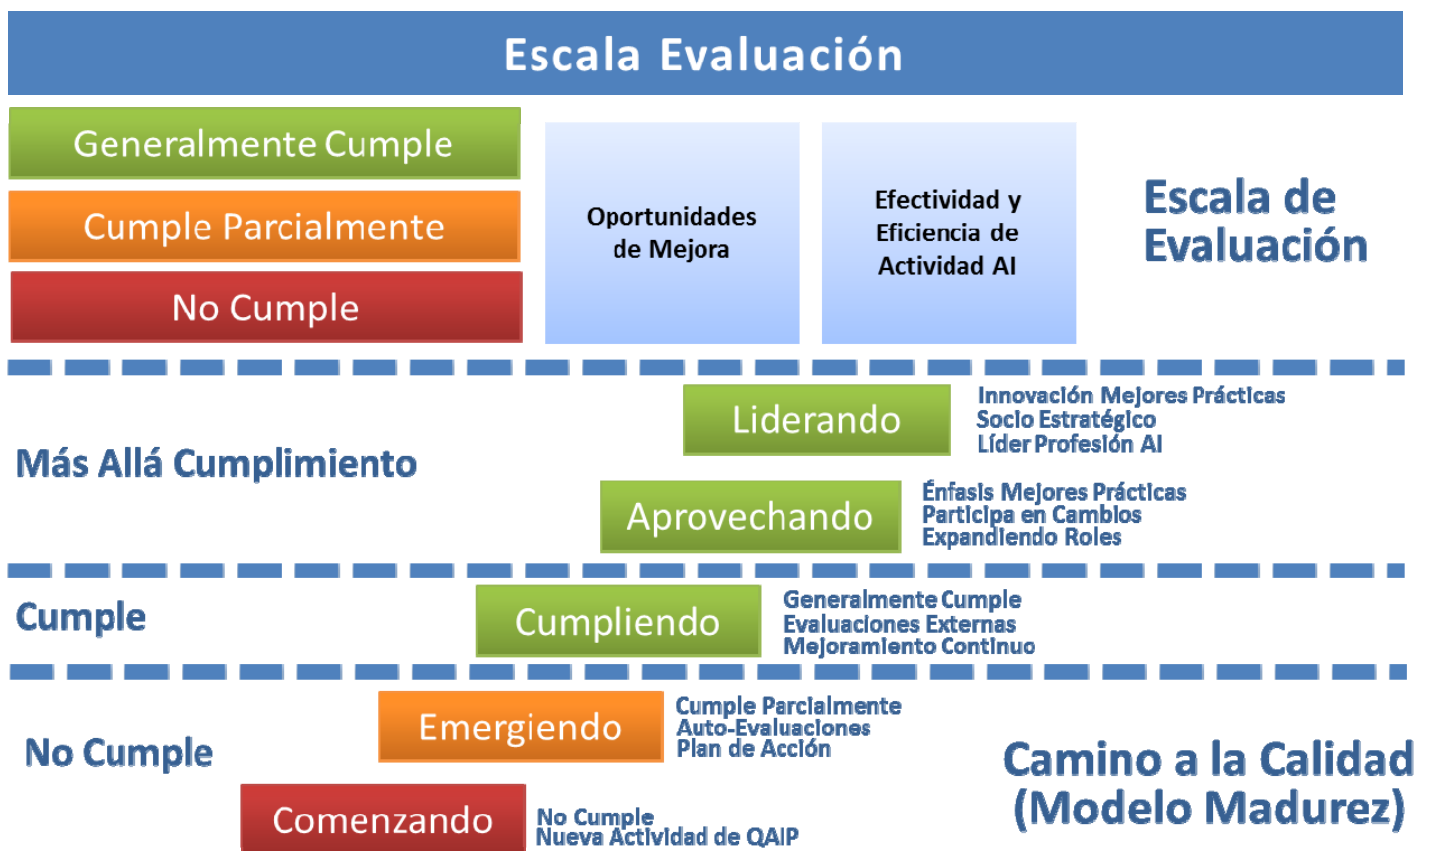 Escala Evaluación
Generalmente Cumple
Cumple Parcialmente
No Cumple
Oportunidades
de Mejora
Efectividad y
Eficiencia de
Actividad AI
Escala de
Evaluación
Más Allá Cumplimiento
Liderando
Innovación Mejores Prácticas
Socio Estratégico
Líder Profesión AI
Aprovechando
Énfasis Mejores Prácticas
Participa en Cambios
Expandiendo Roles
Cumple
Cumpliendo
Generalmente Cumple
Evaluaciones Externas
Mejoramiento Continuo
No Cumple
Emergiendo
Cumple Parcialmente
Auto-Evaluaciones
Plan de Acción
Comenzando
No Cumple
Nueva Actividad de QAIP
Camino a la Calidad
(Modelo Madurez)